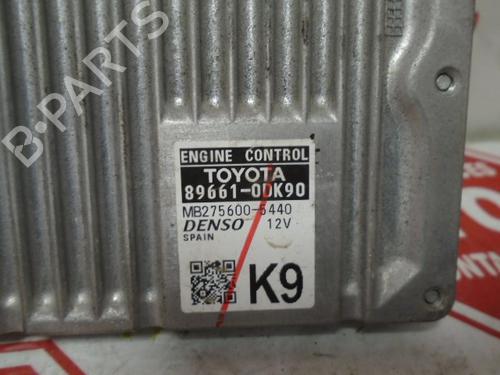 B-PARTS
ENGINE CONTROL
TOYOTA
89661-0DK90
MB275600-5440
DENSO 12V
SPAIN
K9